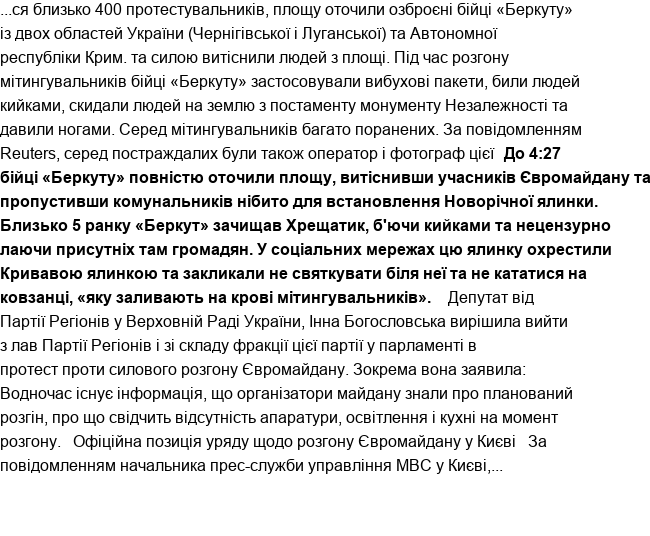 ...ся близько 400 протестувальників, площу оточили озброєні бійці «Беркуту»
із двох областей України (Чернігівської і Луганської) та Автономної
республіки Крим. та силою витіснили людей з площі. Під час розгону
мітингувальників бійці «Беркуту» застосовували вибухові пакети, били людей
кийками, скидали людей на землю з постаменту монументу Незалежності та
давили ногами. Серед мітингувальників багато поранених. За повідомленням
Reuters, серед постраждалих були також оператор і фотограф цієї До 4:27
бійці «Беркуту» повністю оточили площу, витіснивши учасників Євромайдану та
пропустивши комунальників нібито для встановлення Новорічної ялинки.
Близько 5 ранку «Беркут» зачищав Хрещатик, б'ючи кийками та нецензурно
лаючи присутніх там громадян. У соціальних мережах цю ялинку охрестили
Кривавою ялинкою та закликали не святкувати біля неї та не кататися на
ковзанці, «яку заливають на крові мітингувальників». Депутат від
Партії Регіонів у Верховній Раді України, Інна Богословська вирішила вийти
з лав Партії Регіонів і зі складу фракції цієї партії у парламенті в
протест проти силового розгону Євромайдану. Зокрема вона заявила:
Водночас існує інформація, що організатори майдану знали про планований
розгін, про що свідчить відсутність апаратури, освітлення і кухні на момент
розгону. Офіційна позиція уряду щодо розгону Євромайдану у Києві За
повідомленням начальника прес-служби управління МВС у Києві,...